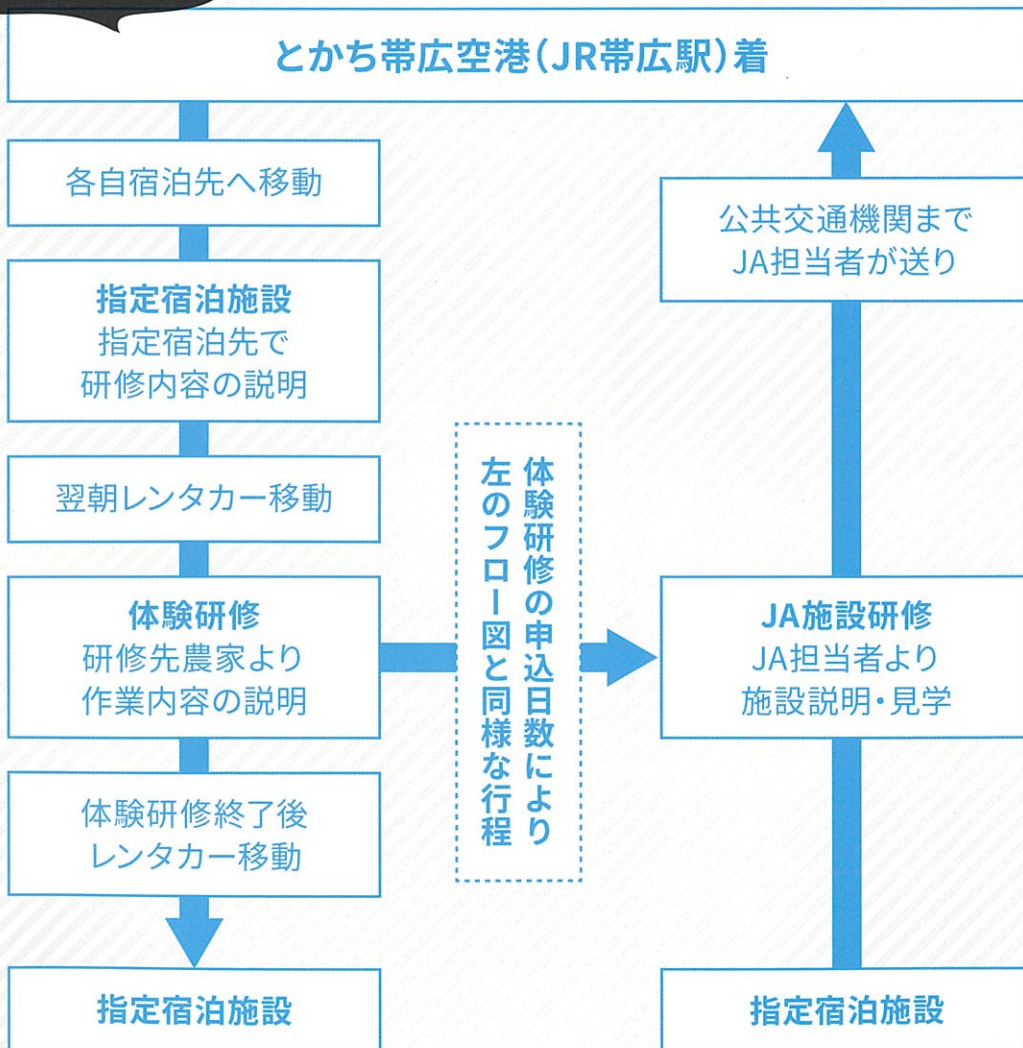 とかち帯広空港（JR帯広駅）着
各自宿泊先へ移動
指定宿泊施設
指定宿泊先で
研修内容の説明
翌朝レンタカー移動
体験研修
研修先農家より
作業内容の説明
体験研修終了後
レンタカー移動
指定宿泊施設
体験研修の申込日数により
左のフロー図と同様な行程
公共交通機関まで
JA担当者が送り
JA施設研修
JA担当者より
施設説明・見学
指定宿泊施設